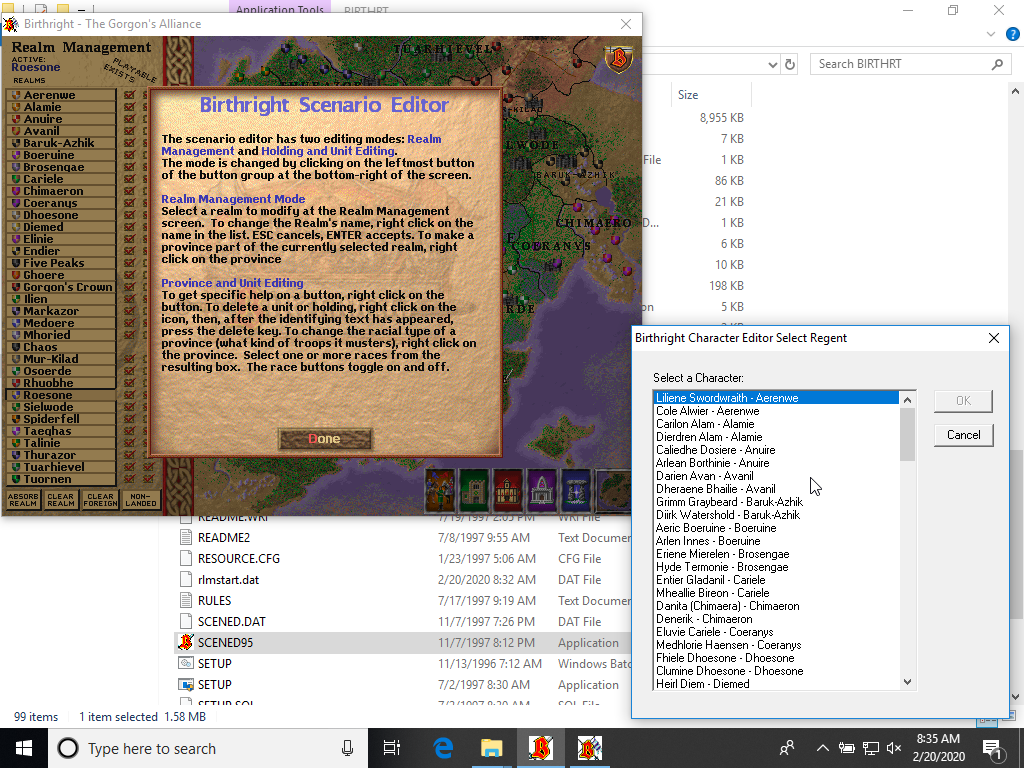 Application Tools
BIRTHRT
Birthright - The Gorgon's Alliance
Search BIRTHRT
Size
8,955 KB
7 KB
File
1 KB
86 KB
21 KB
D...
1 KB
6 KB
10 KB
198 KB
on
5 KB
Realm Management
ACTIVE:
Roesone
PLAYABLE
EXISTS
REALMS
Aerenwe
Alamie
Anuire
Avanil
Baruk-Azhik
Boeruine
Brosengae
Cariele
Chimaeron
Coeranys
Dhoesone
Diemed
Elinie
Endier
Five Peaks
Ghoere
Gorgon's Crown
Ilien
Markazor
Medoere
Mhoried
Chaos
Mur-Kilad
Osoerde
Rhuobhe
Roesone
Sielwode
Spiderfell
Taeghas
Talinie
Thurazor
Tuarhievel
Tuornen
ABSORB REALM
CLEAR REALM
CLEAR FOREIGN
NON-LANDED
TUARHIEVEL
KILAD
LWODE
BARUK-AZHIK
CHIMAERO
COERANYS
RDE
Birthright Scenario Editor
The scenario editor has two editing modes: Realm
Management and Holding and Unit Editing.
The mode is changed by clicking on the leftmost button
of the button group at the bottom-right of the screen.
Realm Management Mode
Select a realm to modify at the Realm Management
screen. To change the Realm's name, right click on the
name in the list. ESC cancels, ENTER accepts. To make a
province part of the currently selected realm, right
click on the province
Province and Unit Editing
To get specific help on a button, right click on the
button. To delete a unit or holding, right click on the
icon, then, after the identifying text has appeared,
press the delete key. To change the racial type of a
province (what kind of troops it musters), right click on
the province. Select one or more races from the
resulting box. The race buttons toggle on and off.
Done
Birthright Character Editor Select Regent
Select a Character:
Liliene Swordwraith - Aerenwe
Cole Alwier - Aerenwe
Carilon Alam - Alamie
Dierdren Alam - Alamie
Caliedhe Dosiere - Anuire
Arlean Borthinie - Anuire
Darien Avan - Avanil
Dheraene Bhailie - Avanil
Grimm Graybeard - Baruk-Azhik
Diirk Watershold - Baruk-Azhik
Aeric Boeruine - Boeruine
Arlen Innes - Boeruine
Eriene Mierelen - Brosengae
Hyde Termonie - Brosengae
Entier Gladanil - Cariele
Mheallie Bireon - Cariele
Danita (Chimaera) - Chimaeron
Denerik - Chimaeron
Eluvie Cariele - Coeranys
Medhlorie Haensen - Coeranys
Fhiele Dhoesone - Dhoesone
Clumine Dhoesone - Dhoesone
Heirl Diem - Diemed
OK
Cancel
README.WRI 7/19/1997 2:05 PM WRI File
README2 7/8/1997 9:55 AM Text Documer
RESOURCE.CFG 1/23/1997 5:06 AM CFG File
rlmstart.dat 2/20/2020 8:32 AM DAT File
RULES 7/17/1997 9:19 AM Text Documer
SCENED.DAT 11/7/1997 7:26 PM DAT File
SCENED95 11/7/1997 8:12 PM Application
SETUP 11/13/1996 7:12 AM Windows Batc
SETUP 7/2/1997 8:30 AM Application
99 items 1 item selected 1.58 MB
Type here to search
8:35 AM
2/20/2020
1